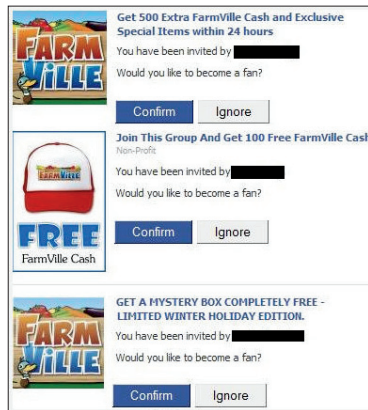 FARM
VILLE
Get 500 Extra FarmVille Cash and Exclusive
Special Items within 24 hours
You have been invited by
Would you like to become a fan?
Confirm Ignore
FARMVILLE
FREE
FarmVille Cash
Join This Group And Get 100 Free FarmVille Cash
Non-Profit
You have been invited by
Would you like to become a fan?
Confirm Ignore
FARM
VILLE
GET A MYSTERY BOX COMPLETELY FREE -
LIMITED WINTER HOLIDAY EDITION.
You have been invited by
Would you like to become a fan?
Confirm Ignore